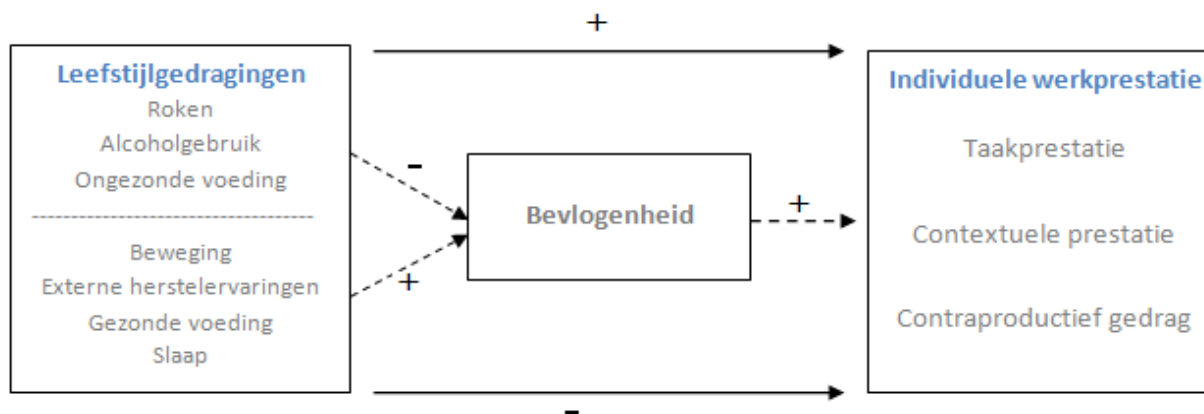 +
Leefstijlgedragingen
Roken
Alcoholgebruik
Ongezonde voeding
-
Beweging
Externe herstelervaringen
Gezonde voeding
Slaap
+
Bevlogenheid
+
Individuele werkprestatie
Taakprestatie
Contextuele prestatie
Contraproductief gedrag
-